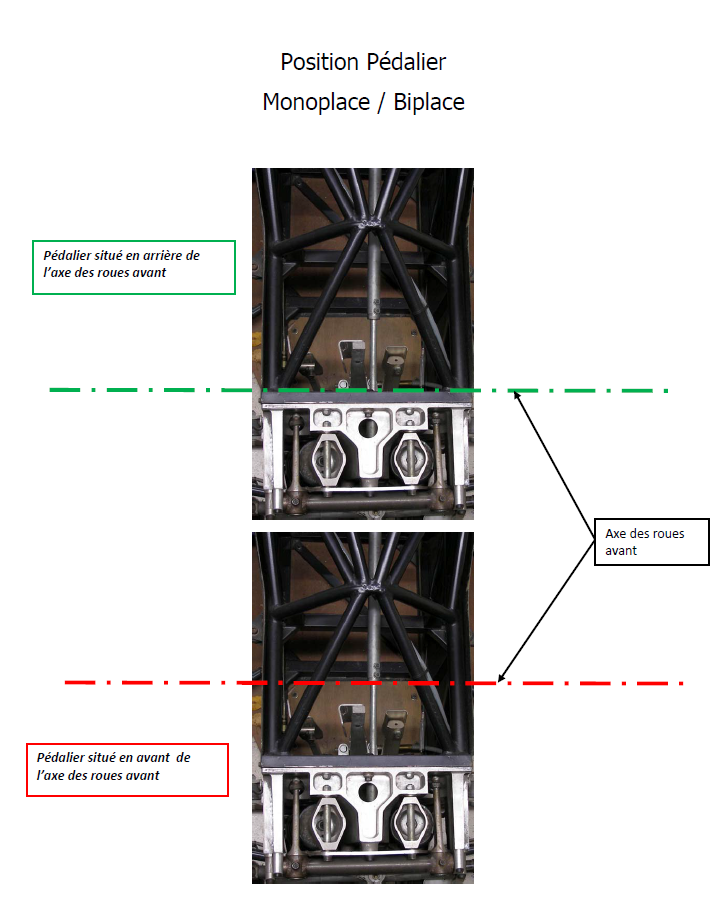 Position Pédalier
Monoplace / Biplace
Pédalier situé en arrière de
l'axe des roues avant
Axe des roues
avant
Pédalier situé en avant de
l'axe des roues avant